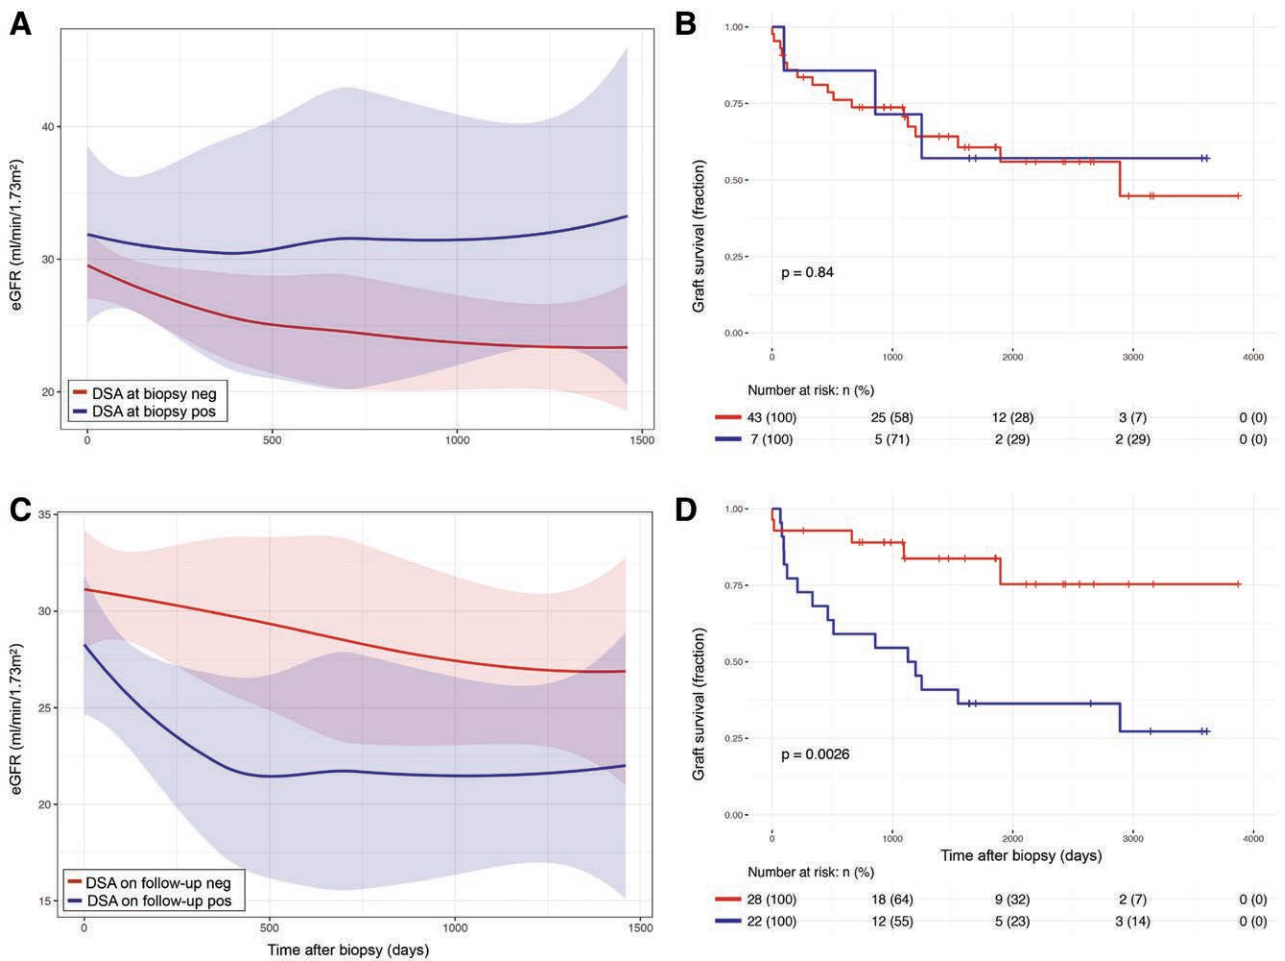 A
eGFR (ml/min/1.73m²)
40
30
20
DSA at biopsy neg
DSA at biopsy pos
0
500
1000
1500
B
Graft survival (fraction)
1.00
0.75
0.50
0.25
0.00
p = 0.84
0
1000
2000
3000
4000
Number at risk: n (%)
43 (100) 25 (58) 12 (28) 3 (7) 0 (0)
7 (100) 5 (71) 2 (29) 2 (29) 0 (0)
C
eGFR (ml/min/1.73m²)
35
30
25
20
15
DSA on follow-up neg
DSA on follow-up pos
0
500
1000
1500
Time after biopsy (days)
D
Graft survival (fraction)
1.00
0.75
0.50
0.25
0.00
p = 0.0026
0
1000
2000
3000
4000
Time after biopsy (days)
Number at risk: n (%)
28 (100) 18 (64) 9 (32) 2 (7) 0 (0)
22 (100) 12 (55) 5 (23) 3 (14) 0 (0)